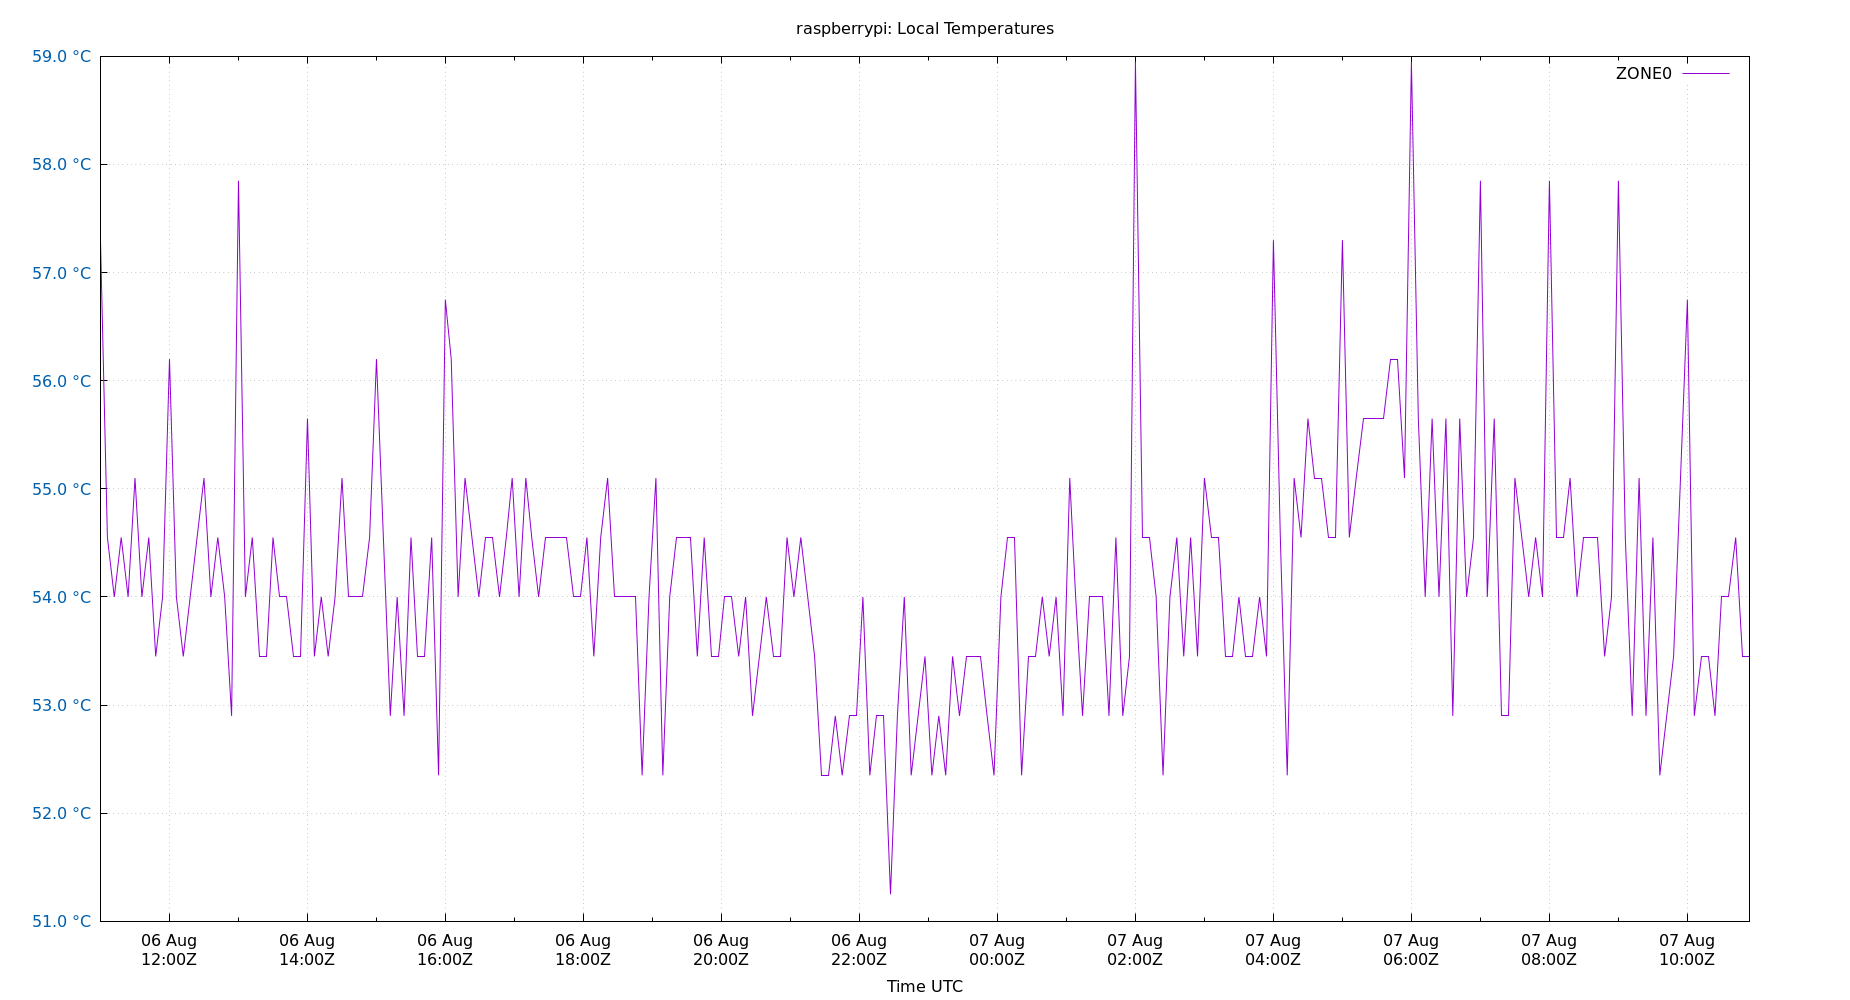 raspberrypi: Local Temperatures
59.0 °C
ZONE0
58.0 °C
57.0 °C
56.0 °C
55.0 °C
54.0 °C
53.0 °C
52.0 °C
51.0 °C
06 Aug 06 Aug 06 Aug 06 Aug 06 Aug 06 Aug 07 Aug 07 Aug 07 Aug 07 Aug 07 Aug 07 Aug
12:00Z 14:00Z 16:00Z 18:00Z 20:00Z 22:00Z 00:00Z 02:00Z 04:00Z 06:00Z 08:00Z 10:00Z
Time UTC